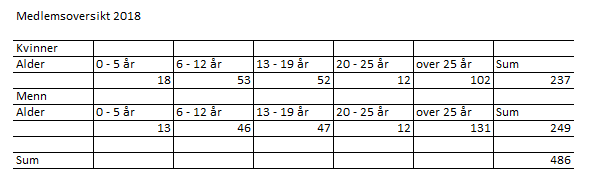 Medlemsoversikt 2018
Kvinner
Alder 0 - 5 år 6 - 12 år 13 - 19 år 20 - 25 år over 25 år Sum
18 53 52 12 102 237
Menn
Alder 0 - 5 år 6 - 12 år 13 - 19 år 20 - 25 år over 25 år Sum
13 46 47 12 131 249
Sum 486